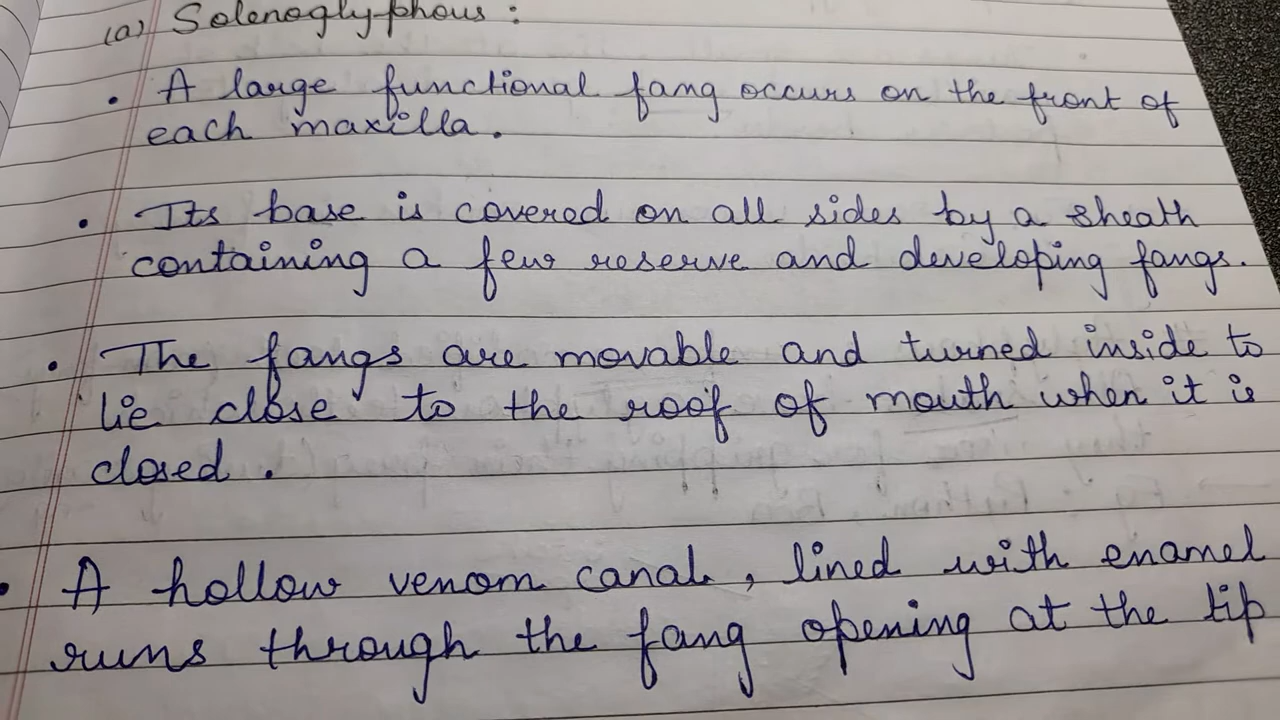 (a) Solenoglyphous :
• A large functional fang occurs on the front of
each maxilla.
• Its base is covered on all sides by a sheath
containing a few reserve and developing fangs.
• The fangs are movable and turned inside to
lie close to the roof of mouth when it is
closed.
• A hollow venom canal, lined with enamel
runs through the fang opening at the tip